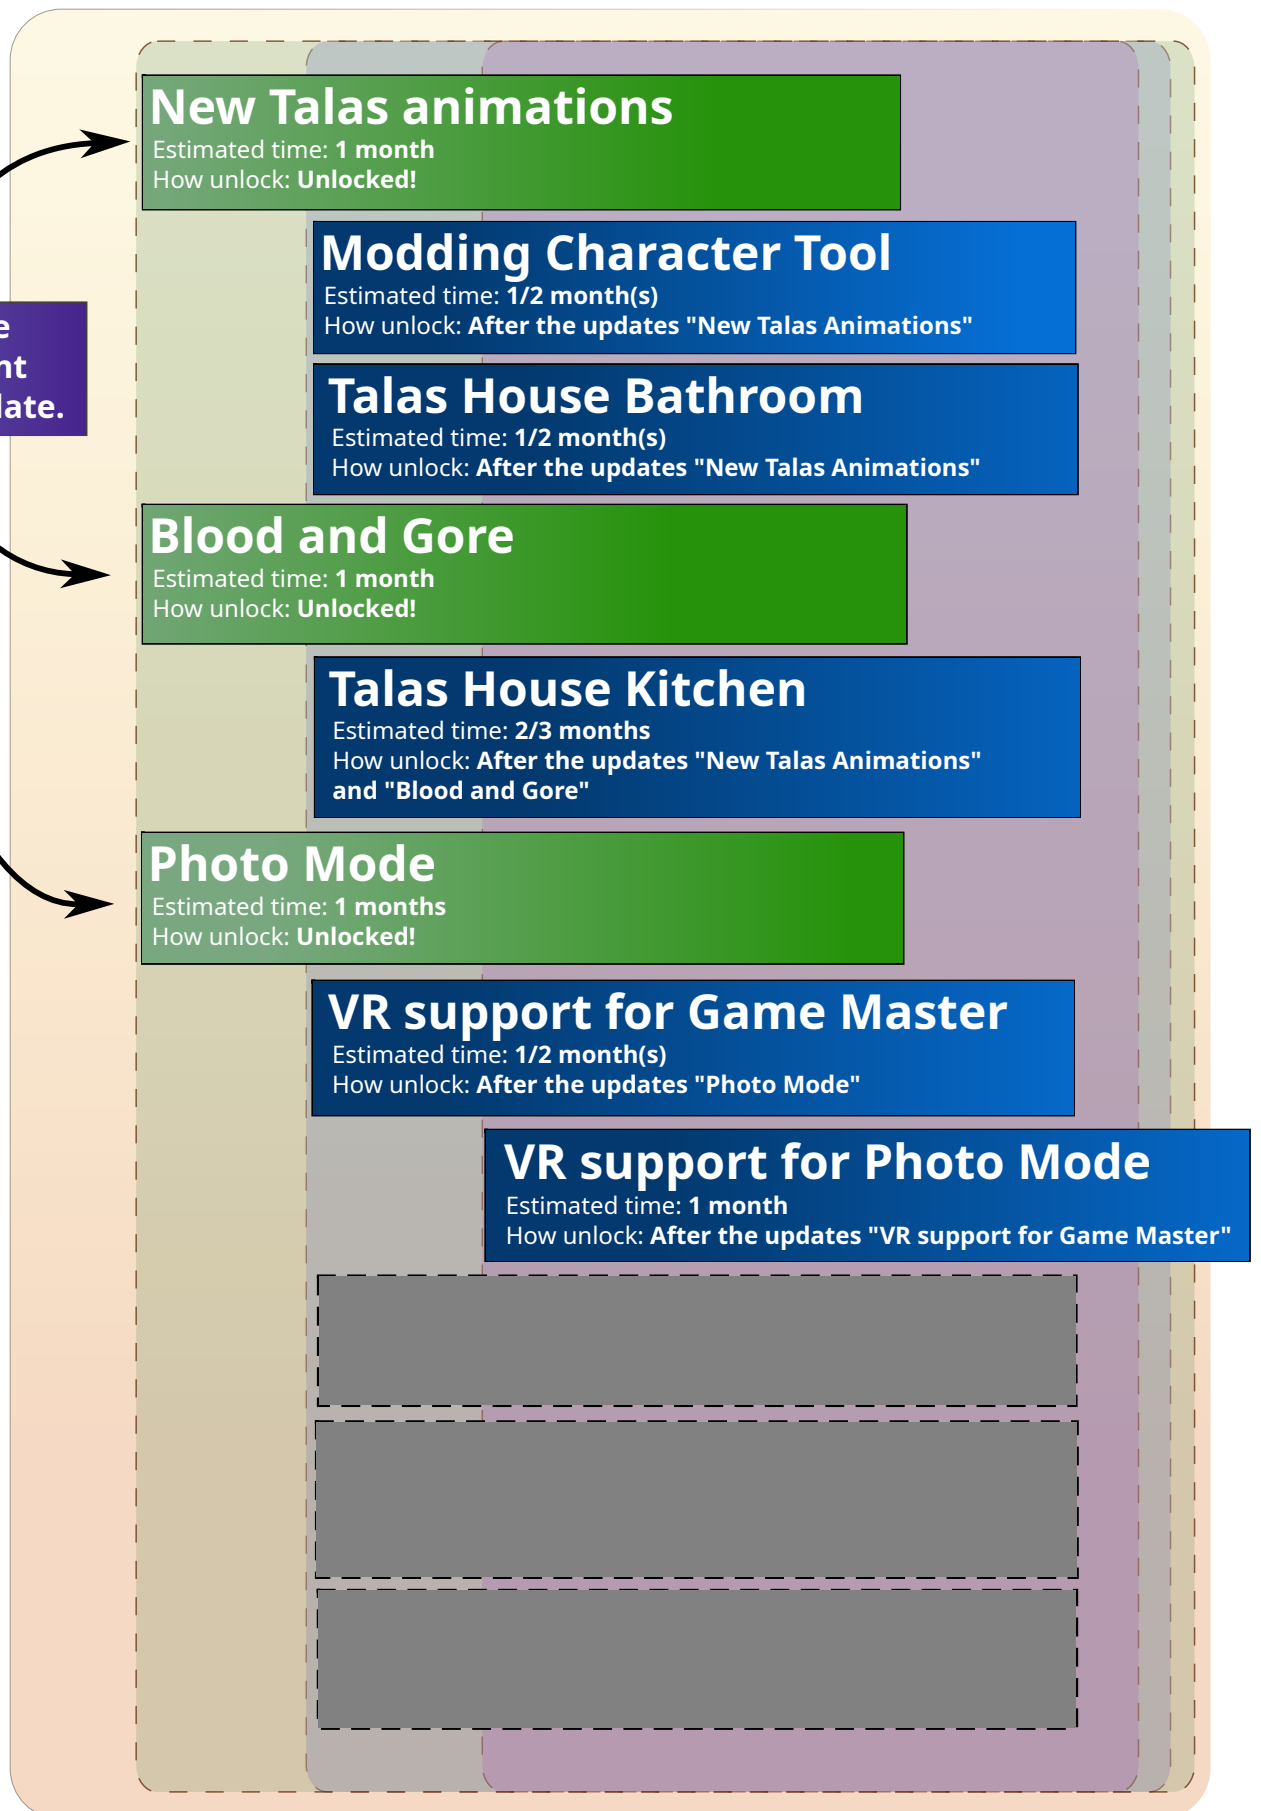 New Talas animations
Estimated time: 1 month
How unlock: Unlocked!
Modding Character Tool
Estimated time: 1/2 month(s)
How unlock: After the updates "New Talas Animations"
Talas House Bathroom
Estimated time: 1/2 month(s)
How unlock: After the updates "New Talas Animations"
Blood and Gore
Estimated time: 1 month
How unlock: Unlocked!
Talas House Kitchen
Estimated time: 2/3 months
How unlock: After the updates "New Talas Animations"
and "Blood and Gore"
Photo Mode
Estimated time: 1 months
How unlock: Unlocked!
VR support for Game Master
Estimated time: 1/2 month(s)
How unlock: After the updates "Photo Mode"
VR support for Photo Mode
Estimated time: 1 month
How unlock: After the updates "VR support for Game Master"